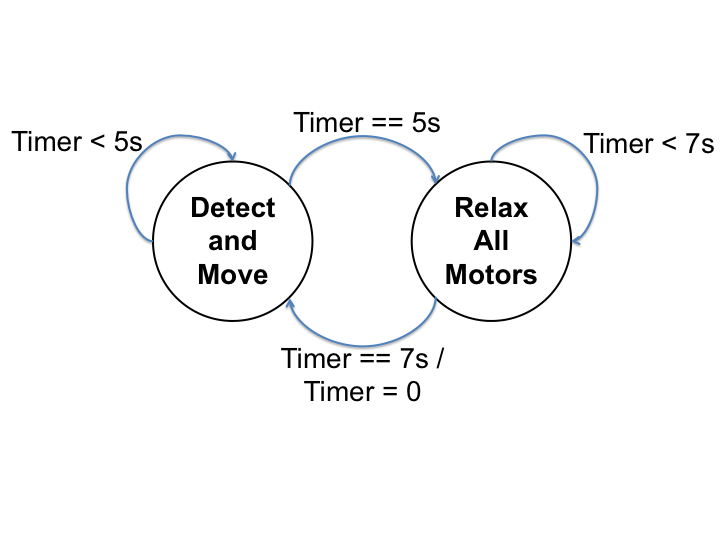 Timer == 5s
Timer < 5s
Timer < 7s
Detect
and
Move
Relax
All
Motors
Timer == 7s /
Timer = 0